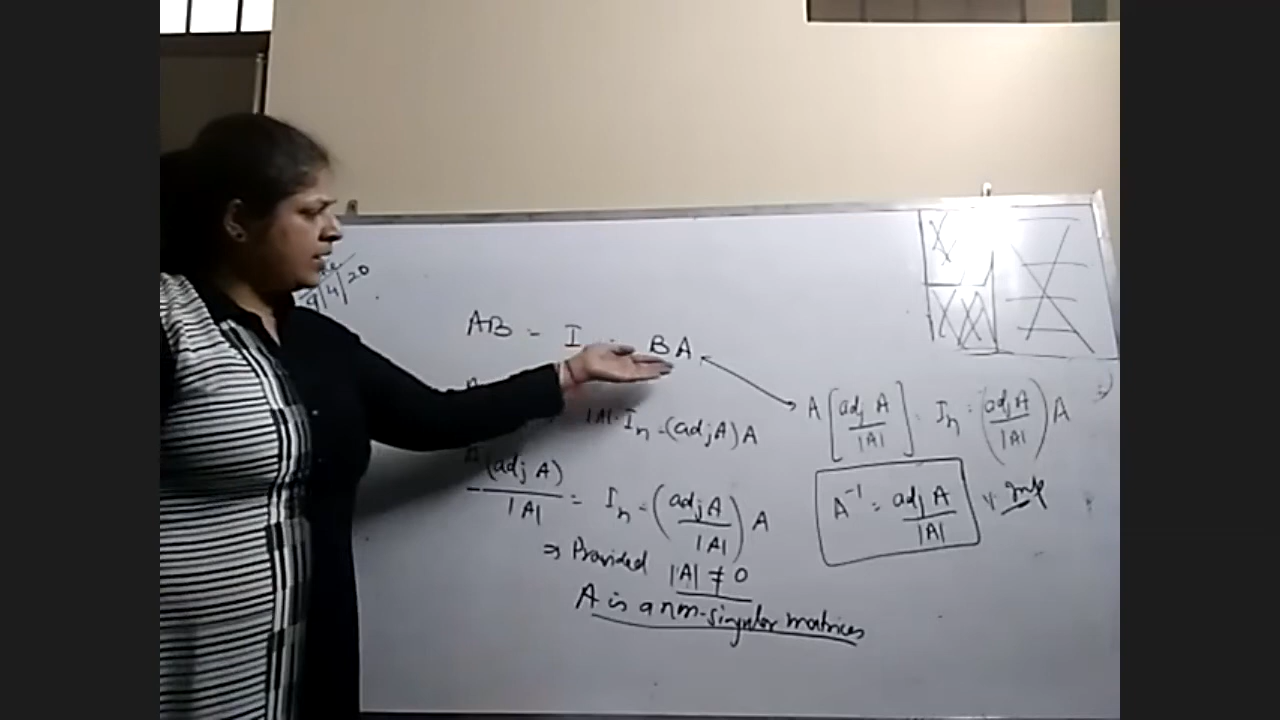 9/4/20
AB = I = BA
|A|·I_n = (adj A) A
(adj A) / |A| = I_n = (adj A / |A|) A
⇒ Provided |A| ≠ 0
A is a non-singular matrices
A [adj A / |A|] = I_n = (adj A / |A|) A
A^-1 = adj A / |A| v. Imp